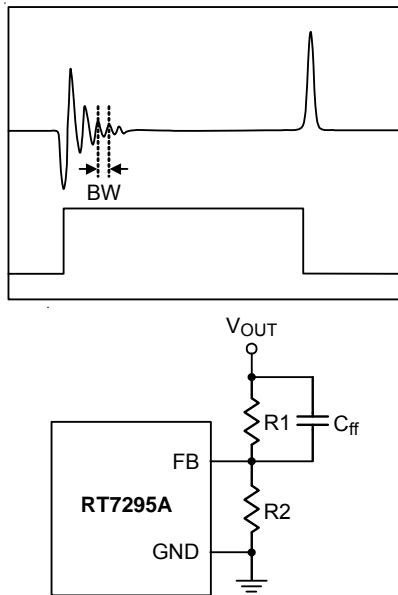 BW
VOUT
R1
Cff
FB
RT7295A
R2
GND